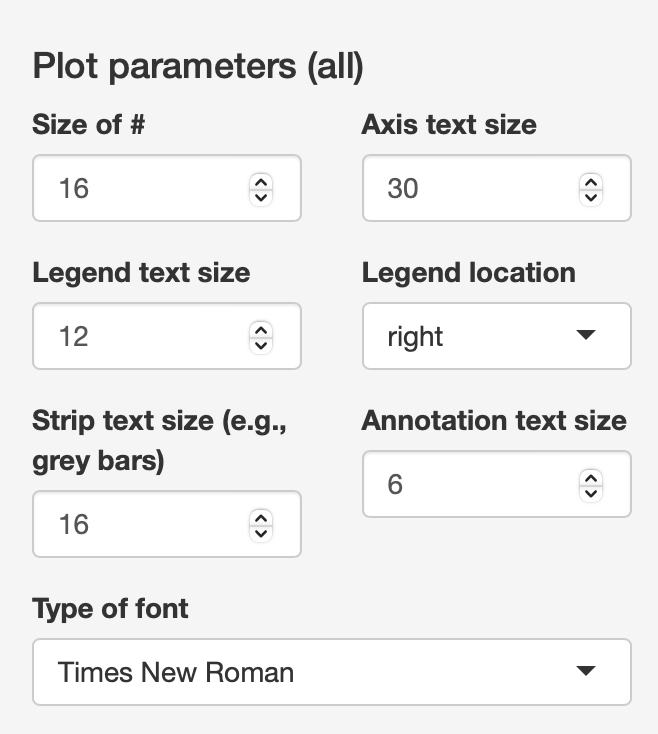 Plot parameters (all)
Size of #
Axis text size
16
30
Legend text size
Legend location
12
right
Strip text size (e.g.,
grey bars)
Annotation text size
16
6
Type of font
Times New Roman